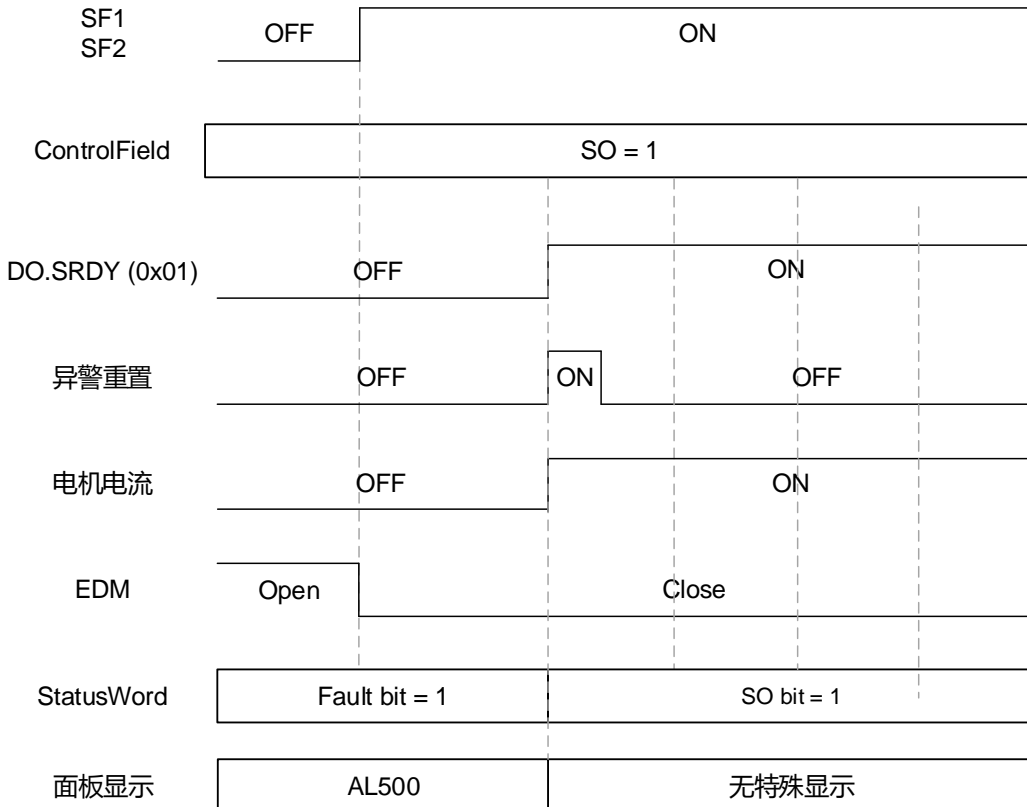 SF1
SF2
OFF
ON
ControlField
SO = 1
DO.SRDY (0x01)
OFF
ON
异警重置
OFF
ON
OFF
电机电流
OFF
ON
EDM
Open
Close
StatusWord
Fault bit = 1
SO bit = 1
面板显示
AL500
无特殊显示